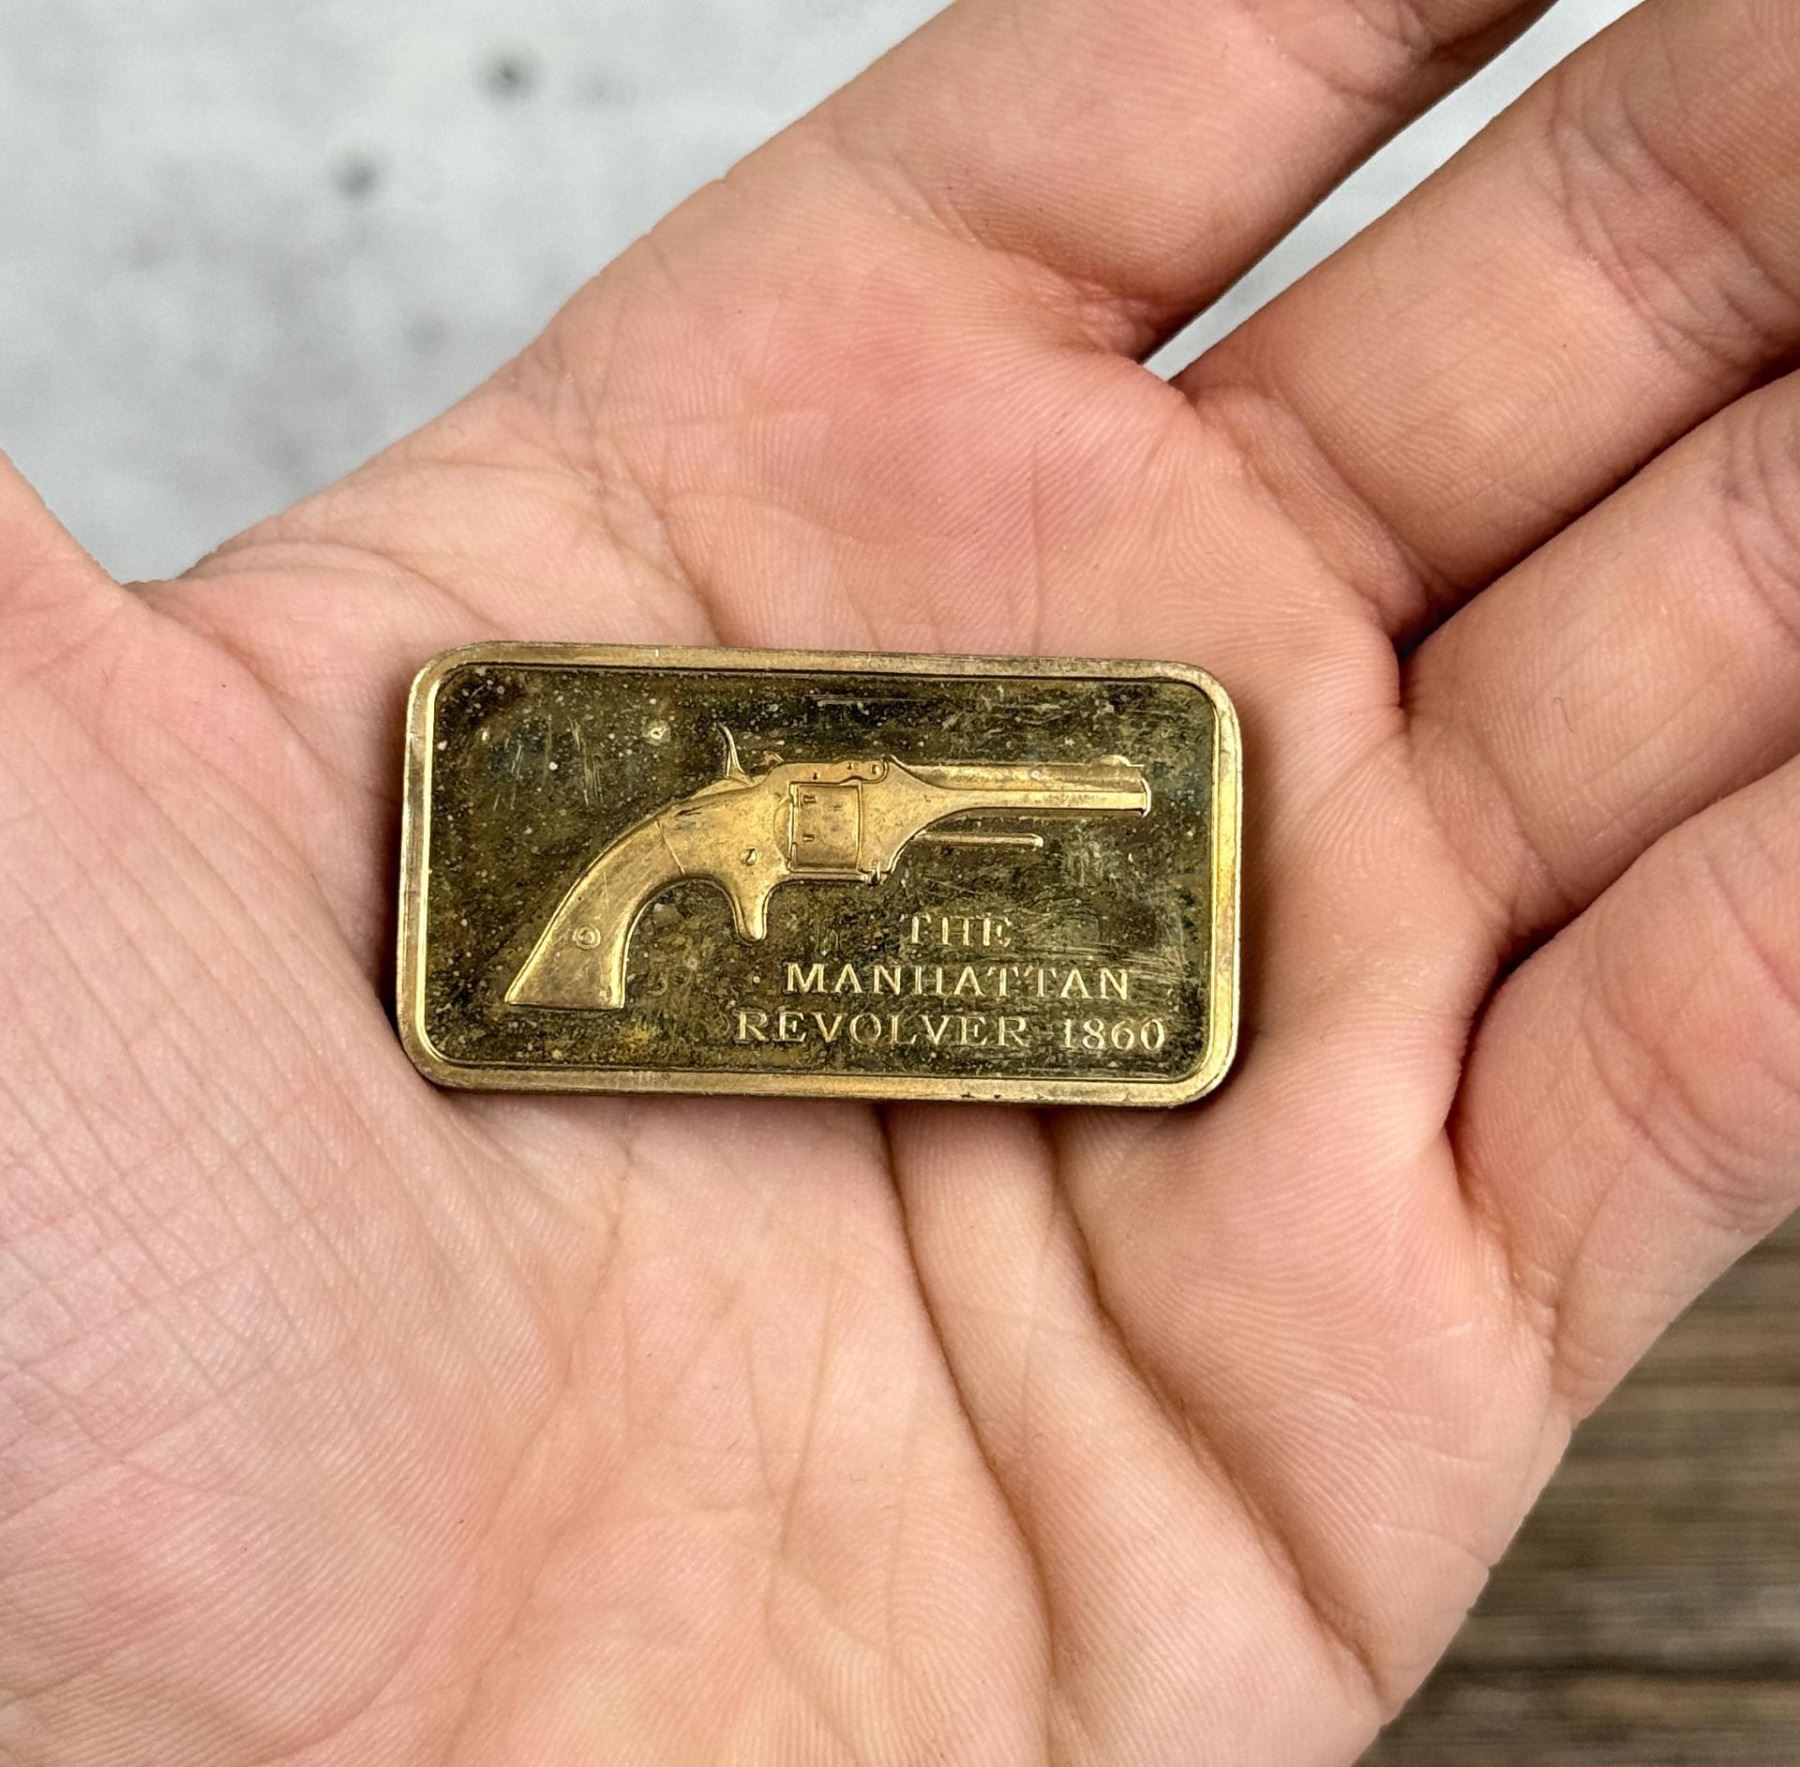 THE
MANHATTAN
REVOLVER 1860